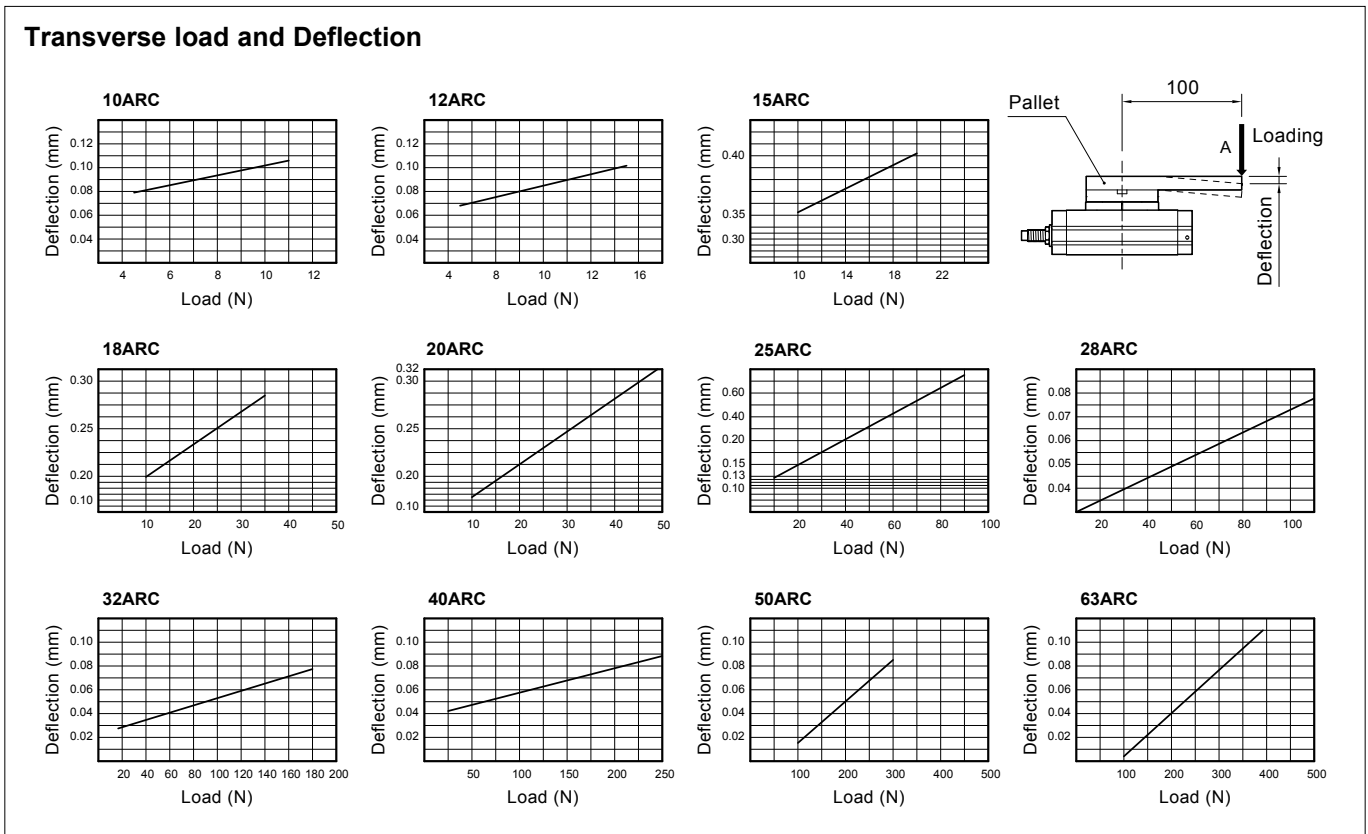 Transverse load and Deflection
10ARC
Deflection (mm)
0.12
0.10
0.08
0.06
0.04
4 6 8 10 12
Load (N)
12ARC
Deflection (mm)
0.12
0.10
0.08
0.06
0.04
4 8 10 12 16
Load (N)
15ARC
Deflection (mm)
0.40
0.35
0.30
10 14 18 22
Load (N)
100
Pallet
A
Loading
Deflection
18ARC
Deflection (mm)
0.30
0.25
0.20
0.10
10 20 30 40 50
Load (N)
20ARC
Deflection (mm)
0.32
0.30
0.25
0.20
0.10
10 20 30 40 50
Load (N)
25ARC
Deflection (mm)
0.60
0.40
0.20
0.15
0.13
0.10
20 40 60 80 100
Load (N)
28ARC
Deflection (mm)
0.08
0.07
0.06
0.05
0.04
20 40 60 80 100
Load (N)
32ARC
Deflection (mm)
0.10
0.08
0.06
0.04
0.02
20 40 60 80 100 120 140 160 180 200
Load (N)
40ARC
Deflection (mm)
0.10
0.08
0.06
0.04
0.02
50 100 150 200 250
Load (N)
50ARC
Deflection (mm)
0.10
0.08
0.06
0.04
0.02
100 200 300 400 500
Load (N)
63ARC
Deflection (mm)
0.10
0.08
0.06
0.04
0.02
100 200 300 400 500
Load (N)